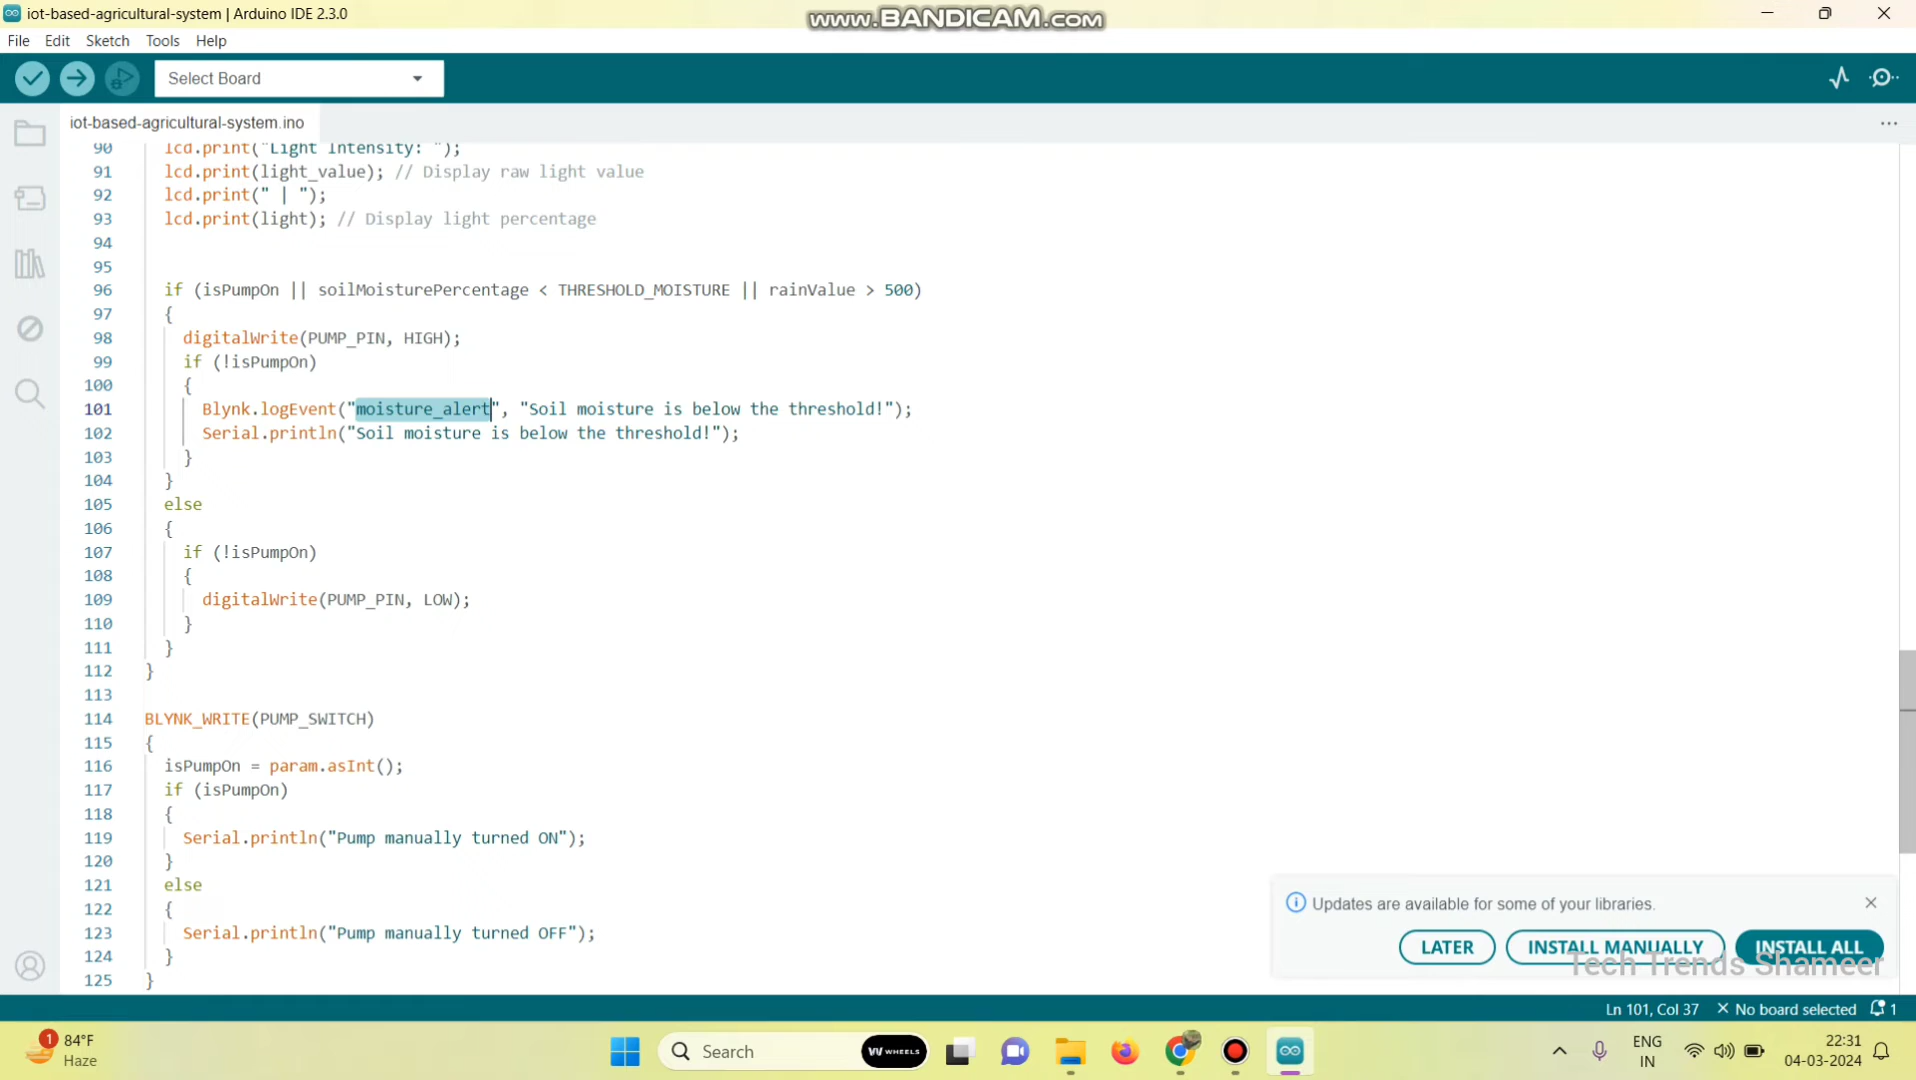 iot-based-agricultural-system | Arduino IDE 2.3.0
www.BANDICAM.com
File Edit Sketch Tools Help
Select Board
iot-based-agricultural-system.ino
90 lcd.print("Light Intensity: ");
91 lcd.print(light_value); // Display raw light value
92 lcd.print(" | ");
93 lcd.print(light); // Display light percentage
94
95
96 if (isPumpOn || soilMoisturePercentage < THRESHOLD_MOISTURE || rainValue > 500)
97 {
98 digitalWrite(PUMP_PIN, HIGH);
99 if (!isPumpOn)
100 {
101 Blynk.logEvent("moisture_alert", "Soil moisture is below the threshold!");
102 Serial.println("Soil moisture is below the threshold!");
103 }
104 }
105 else
106 {
107 if (!isPumpOn)
108 {
109 digitalWrite(PUMP_PIN, LOW);
110 }
111 }
112 }
113
114 BLYNK_WRITE(PUMP_SWITCH)
115 {
116 isPumpOn = param.asInt();
117 if (isPumpOn)
118 {
119 Serial.println("Pump manually turned ON");
120 }
121 else
122 {
123 Serial.println("Pump manually turned OFF");
124 }
125 }
Updates are available for some of your libraries.
LATER INSTALL MANUALLY INSTALL ALL
Tech Trends Shameer
Ln 101, Col 37 No board selected 1
1 84°F
Haze
Search
WHEELS
ENG
IN
22:31
04-03-2024